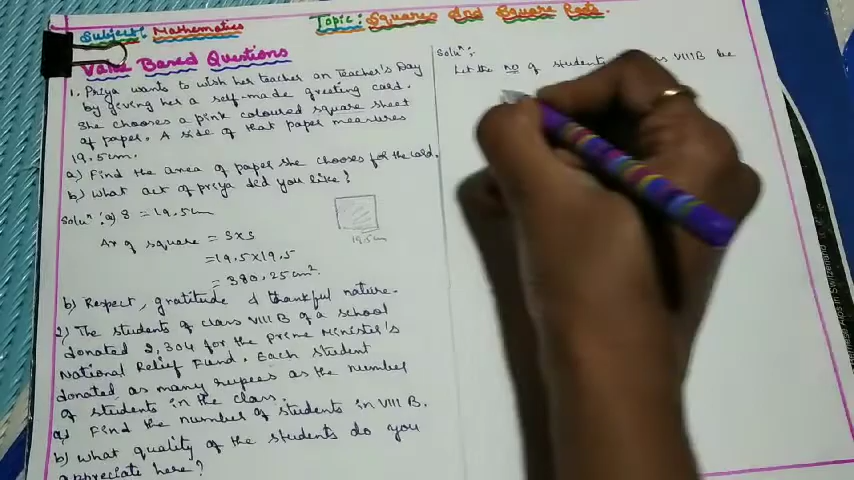 Subject: Mathematics
Topic: Squares and Square Roots.
Value Based Questions
1. Priya wants to wish her teacher on Teacher's Day
by giving her a self-made greeting card.
She chooses a pink coloured square sheet
of paper. A side of that paper measures
19.5cm.
a) Find the area of paper she chooses for the card.
b) What act of priya did you like?
Soluⁿ: a) S = 19.5cm
Ar of square = S×S
= 19.5×19.5
= 380.25cm².
19.5cm
b) Respect, gratitude & thankful nature.
2) The students of class VIII B of a school
donated 2,304 for the prime Minister's
National Relief Fund. Each student
donated as many rupees as the number
of students in the class.
a) Find the number of students in VIII B.
b) What quality of the students do you
appreciate here?
Soluⁿ:
Let the no of students VIII B be